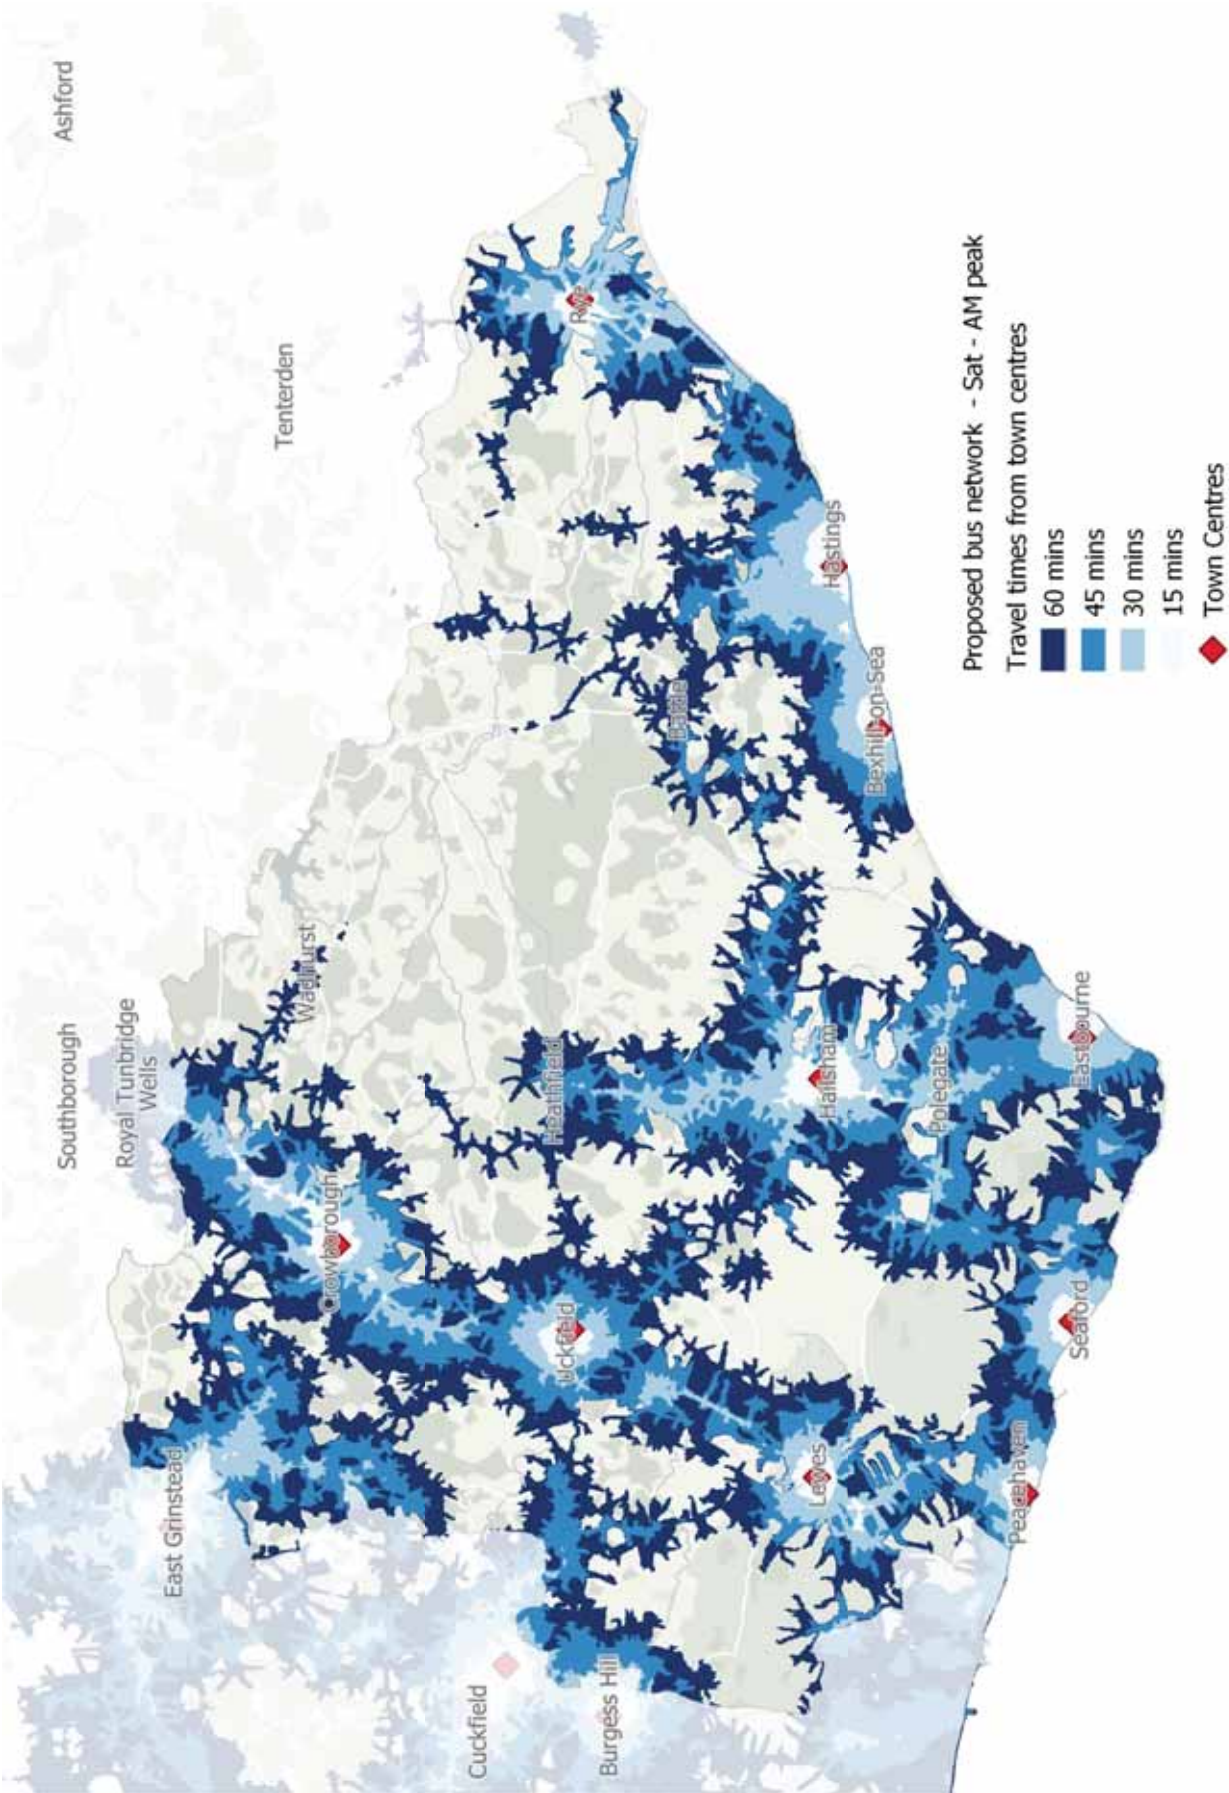 Ashford
Tenterden
Southborough
Royal Tunbridge
Wells
Wadhurst
Rye
Crowborough
Heathfield
Battle
Hastings
Bexhill-on-Sea
East Grinstead
Uckfield
Hailsham
Polegate
Eastbourne
Cuckfield
Burgess Hill
Lewes
Seaford
Peacehaven
Proposed bus network - Sat - AM peak
Travel times from town centres
60 mins
45 mins
30 mins
15 mins
Town Centres